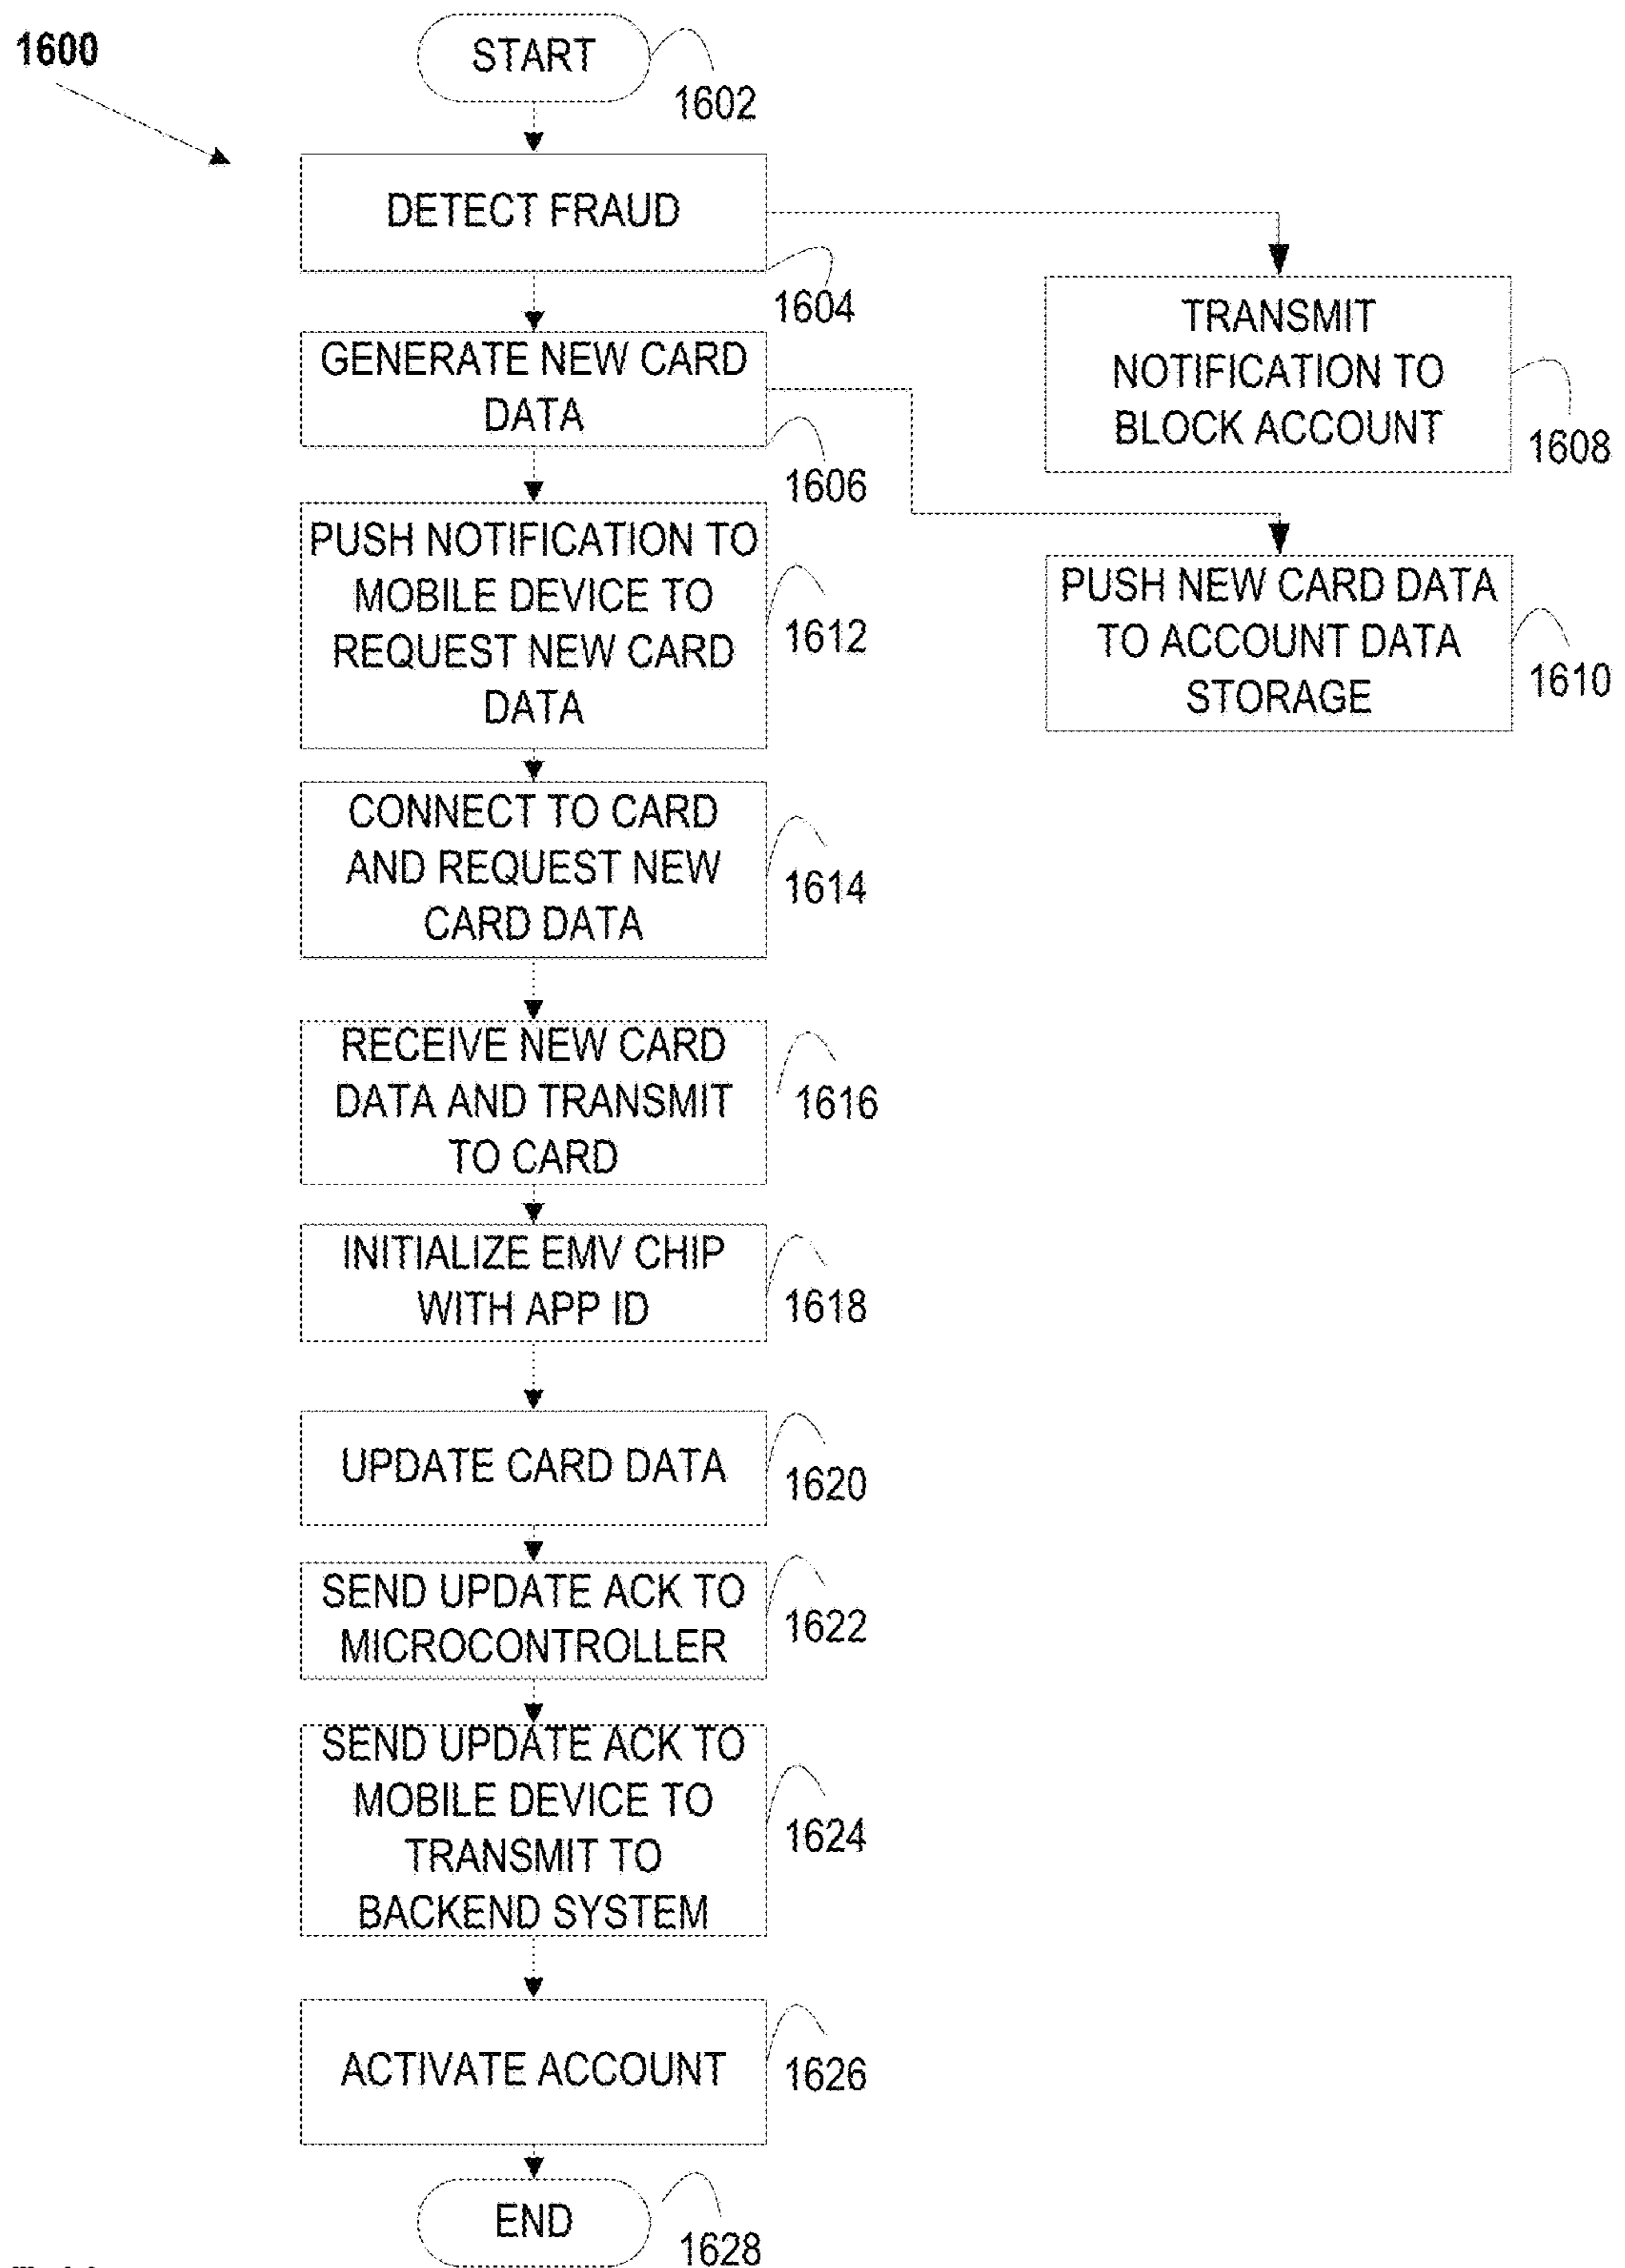 1600
START
1602
DETECT FRAUD
1604
TRANSMIT
NOTIFICATION TO
BLOCK ACCOUNT
1608
GENERATE NEW CARD
DATA
1606
PUSH NOTIFICATION TO
MOBILE DEVICE TO
REQUEST NEW CARD
DATA
1612
PUSH NEW CARD DATA
TO ACCOUNT DATA
STORAGE
1610
CONNECT TO CARD
AND REQUEST NEW
CARD DATA
1614
RECEIVE NEW CARD
DATA AND TRANSMIT
TO CARD
1616
INITIALIZE EMV CHIP
WITH APP ID
1618
UPDATE CARD DATA
1620
SEND UPDATE ACK TO
MICROCONTROLLER
1622
SEND UPDATE ACK TO
MOBILE DEVICE TO
TRANSMIT TO
BACKEND SYSTEM
1624
ACTIVATE ACCOUNT
1626
END
1628